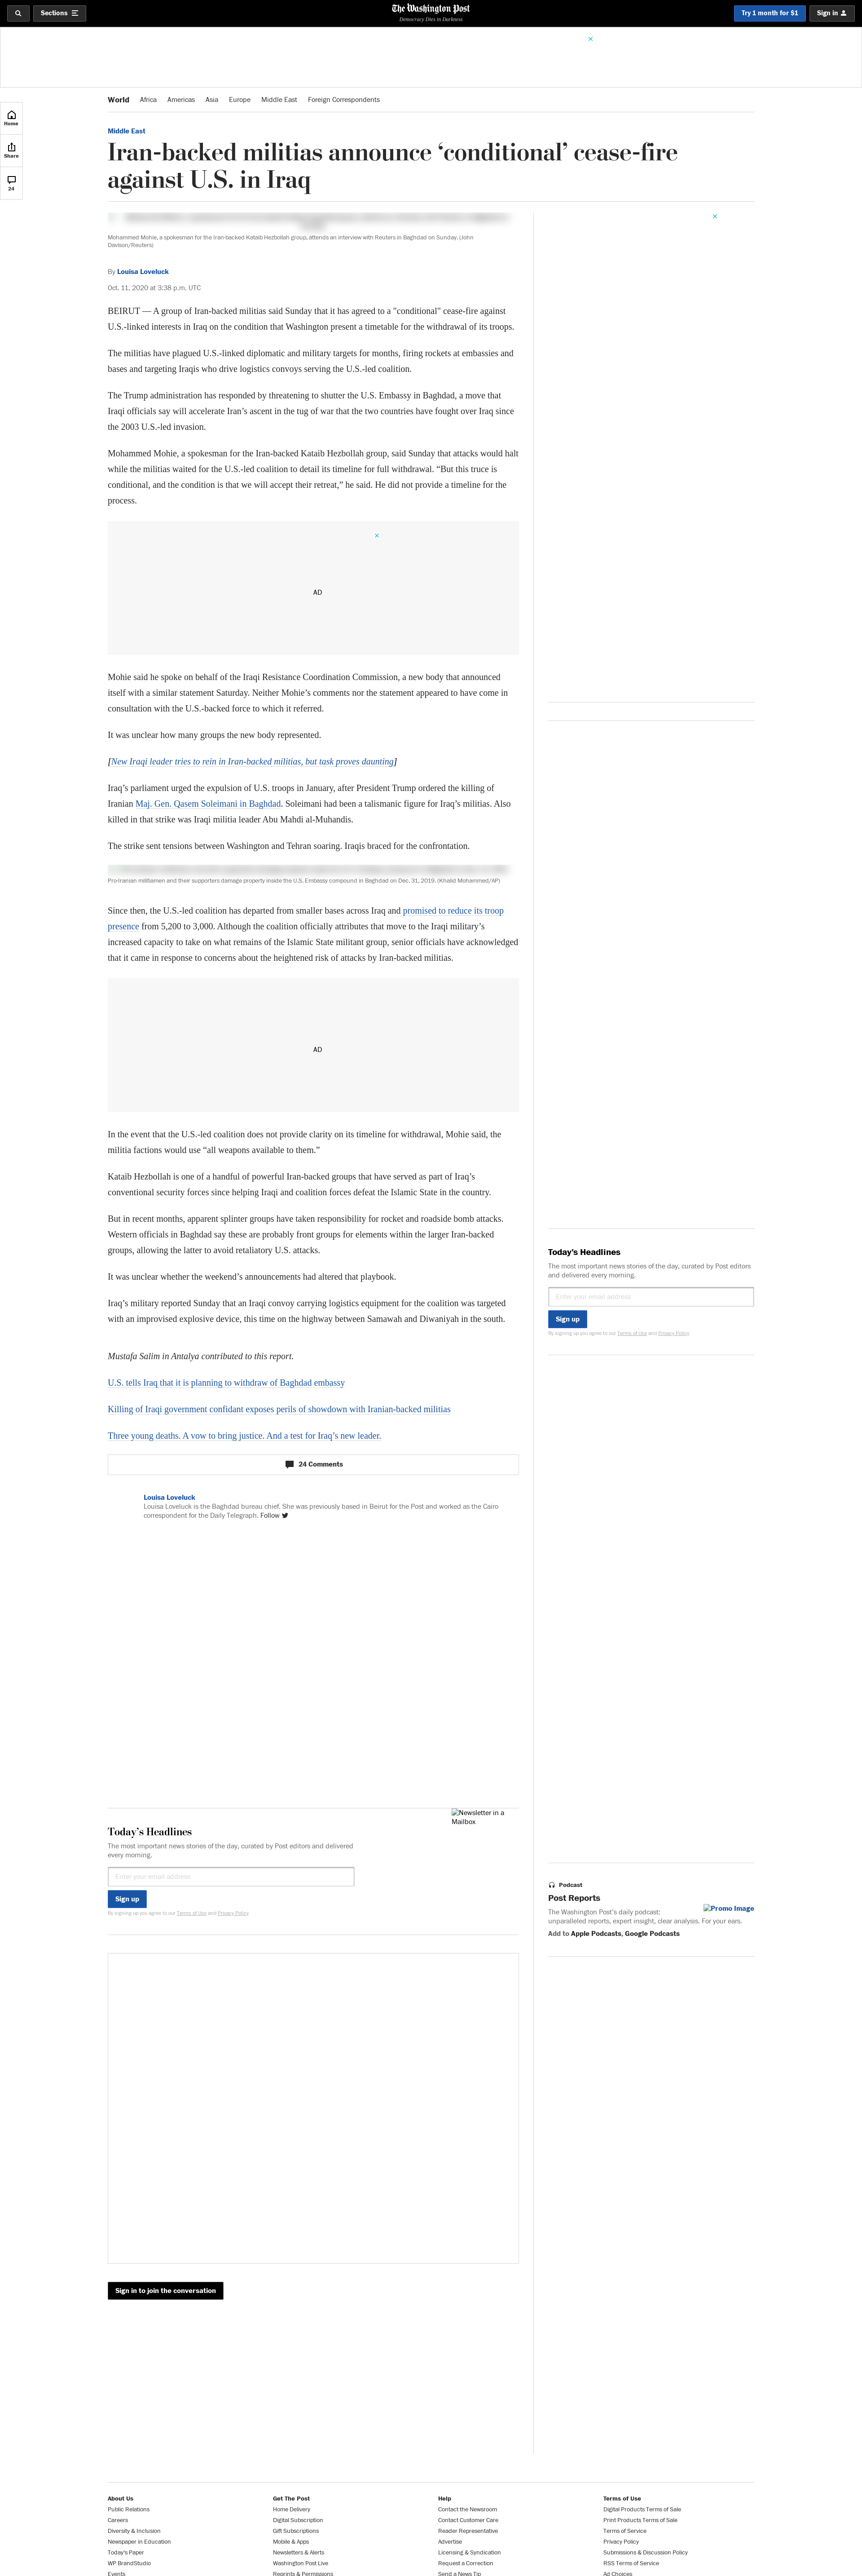 Sections
The Washington Post
Democracy Dies in Darkness
Try 1 month for $1
Sign in
World
Africa
Americas
Asia
Europe
Middle East
Foreign Correspondents
Home
Share
24
Middle East
Iran-backed militias announce ‘conditional’ cease-fire
against U.S. in Iraq
Mohammed Mohie, a spokesman for the Iran-backed Kataib Hezbollah group, attends an interview with Reuters in Baghdad on Sunday. (John
Davison/Reuters)
By Louisa Loveluck
Oct. 11, 2020 at 3:38 p.m. UTC
BEIRUT — A group of Iran-backed militias said Sunday that it has agreed to a "conditional" cease-fire against
U.S.-linked interests in Iraq on the condition that Washington present a timetable for the withdrawal of its troops.
The militias have plagued U.S.-linked diplomatic and military targets for months, firing rockets at embassies and
bases and targeting Iraqis who drive logistics convoys serving the U.S.-led coalition.
The Trump administration has responded by threatening to shutter the U.S. Embassy in Baghdad, a move that
Iraqi officials say will accelerate Iran’s ascent in the tug of war that the two countries have fought over Iraq since
the 2003 U.S.-led invasion.
Mohammed Mohie, a spokesman for the Iran-backed Kataib Hezbollah group, said Sunday that attacks would halt
while the militias waited for the U.S.-led coalition to detail its timeline for full withdrawal. “But this truce is
conditional, and the condition is that we will accept their retreat,” he said. He did not provide a timeline for the
process.
AD
Mohie said he spoke on behalf of the Iraqi Resistance Coordination Commission, a new body that announced
itself with a similar statement Saturday. Neither Mohie’s comments nor the statement appeared to have come in
consultation with the U.S.-backed force to which it referred.
It was unclear how many groups the new body represented.
[New Iraqi leader tries to rein in Iran-backed militias, but task proves daunting]
Iraq’s parliament urged the expulsion of U.S. troops in January, after President Trump ordered the killing of
Iranian Maj. Gen. Qasem Soleimani in Baghdad. Soleimani had been a talismanic figure for Iraq’s militias. Also
killed in that strike was Iraqi militia leader Abu Mahdi al-Muhandis.
The strike sent tensions between Washington and Tehran soaring. Iraqis braced for the confrontation.
Pro-Iranian militiamen and their supporters damage property inside the U.S. Embassy compound in Baghdad on Dec. 31, 2019. (Khalid Mohammed/AP)
Since then, the U.S.-led coalition has departed from smaller bases across Iraq and promised to reduce its troop
presence from 5,200 to 3,000. Although the coalition officially attributes that move to the Iraqi military’s
increased capacity to take on what remains of the Islamic State militant group, senior officials have acknowledged
that it came in response to concerns about the heightened risk of attacks by Iran-backed militias.
AD
In the event that the U.S.-led coalition does not provide clarity on its timeline for withdrawal, Mohie said, the
militia factions would use “all weapons available to them.”
Kataib Hezbollah is one of a handful of powerful Iran-backed groups that have served as part of Iraq’s
conventional security forces since helping Iraqi and coalition forces defeat the Islamic State in the country.
But in recent months, apparent splinter groups have taken responsibility for rocket and roadside bomb attacks.
Western officials in Baghdad say these are probably front groups for elements within the larger Iran-backed
groups, allowing the latter to avoid retaliatory U.S. attacks.
It was unclear whether the weekend’s announcements had altered that playbook.
Iraq’s military reported Sunday that an Iraqi convoy carrying logistics equipment for the coalition was targeted
with an improvised explosive device, this time on the highway between Samawah and Diwaniyah in the south.
Mustafa Salim in Antalya contributed to this report.
U.S. tells Iraq that it is planning to withdraw of Baghdad embassy
Killing of Iraqi government confidant exposes perils of showdown with Iranian-backed militias
Three young deaths. A vow to bring justice. And a test for Iraq’s new leader.
24 Comments
Louisa Loveluck
Louisa Loveluck is the Baghdad bureau chief. She was previously based in Beirut for the Post and worked as the Cairo
correspondent for the Daily Telegraph. Follow
Today’s Headlines
The most important news stories of the day, curated by Post editors and delivered
every morning.
Newsletter in a
Mailbox
Enter your email address
Sign up
By signing up you agree to our Terms of Use and Privacy Policy
Sign in to join the conversation
Today’s Headlines
The most important news stories of the day, curated by Post editors
and delivered every morning.
Enter your email address
Sign up
By signing up you agree to our Terms of Use and Privacy Policy
Podcast
Post Reports
Promo Image
The Washington Post’s daily podcast:
unparalleled reports, expert insight, clear analysis. For your ears.
Add to Apple Podcasts, Google Podcasts
About Us
Public Relations
Careers
Diversity & Inclusion
Newspaper in Education
Today's Paper
WP BrandStudio
Events
Get The Post
Home Delivery
Digital Subscription
Gift Subscriptions
Mobile & Apps
Newsletters & Alerts
Washington Post Live
Reprints & Permissions
Help
Contact the Newsroom
Contact Customer Care
Reader Representative
Advertise
Licensing & Syndication
Request a Correction
Send a News Tip
Terms of Use
Digital Products Terms of Sale
Print Products Terms of Sale
Terms of Service
Privacy Policy
Submissions & Discussion Policy
RSS Terms of Service
Ad Choices